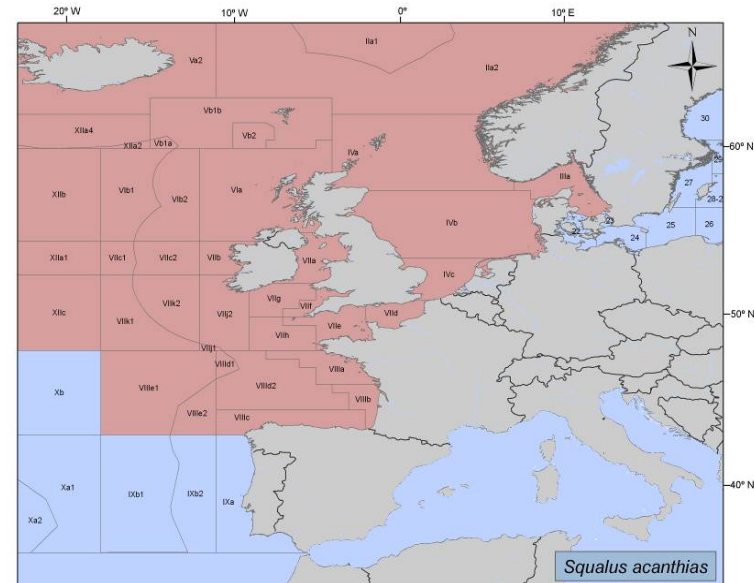 20° W
10° W
0°
10° E
IIa1
N
Va2
IIa2
Vb1b
30
XIIa4
Vb2
XIIa2
Vb1a
IVa
60° N
29
IIIa
27
28-2
XIIb
VIb1
VIb2
VIa
IVb
23
22
25
26
24
XIIa1
VIIc1
VIIc2
VIIb
VIIa
IVc
XIIc
VIIk1
VIIk2
VIIj2
VIIg
VIIf
VIId
50° N
VIIe
VIIh
VIIj1
VIIId1
VIIIa
Xb
VIIIe1
VIIId2
VIIIb
VIIIe2
VIIIc
Xa1
IXb1
IXb2
IXa
40° N
Xa2
Squalus acanthias